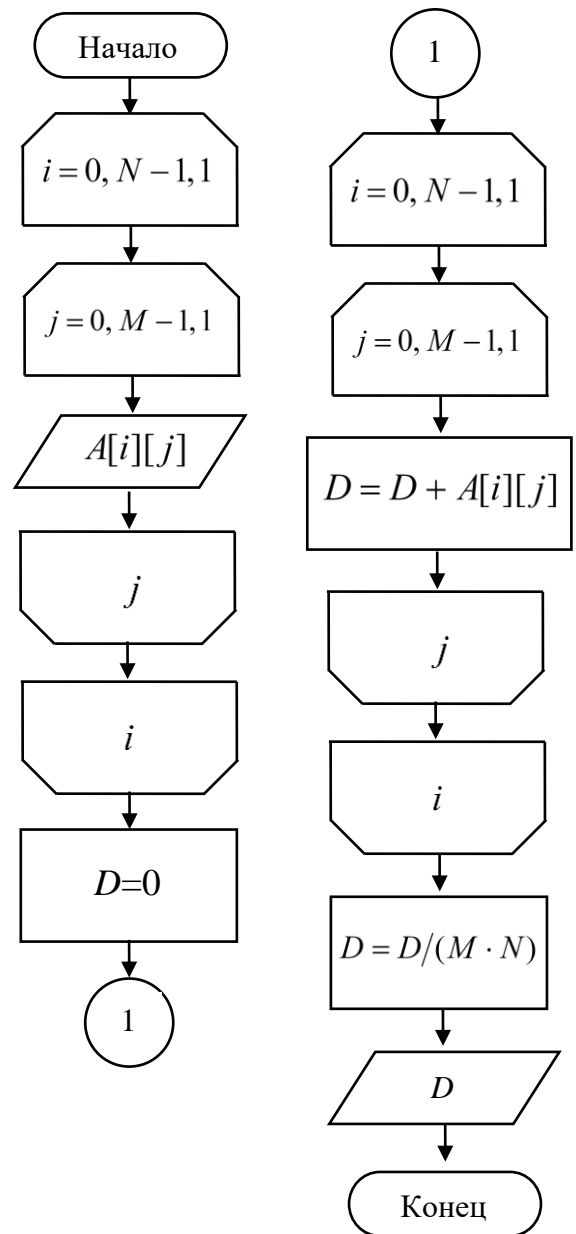 Начало
i = 0, N − 1, 1
j = 0, M − 1, 1
A[i][j]
j
i
D=0
1
1
i = 0, N − 1, 1
j = 0, M − 1, 1
D = D + A[i][j]
j
i
D = D/(M · N)
D
Конец